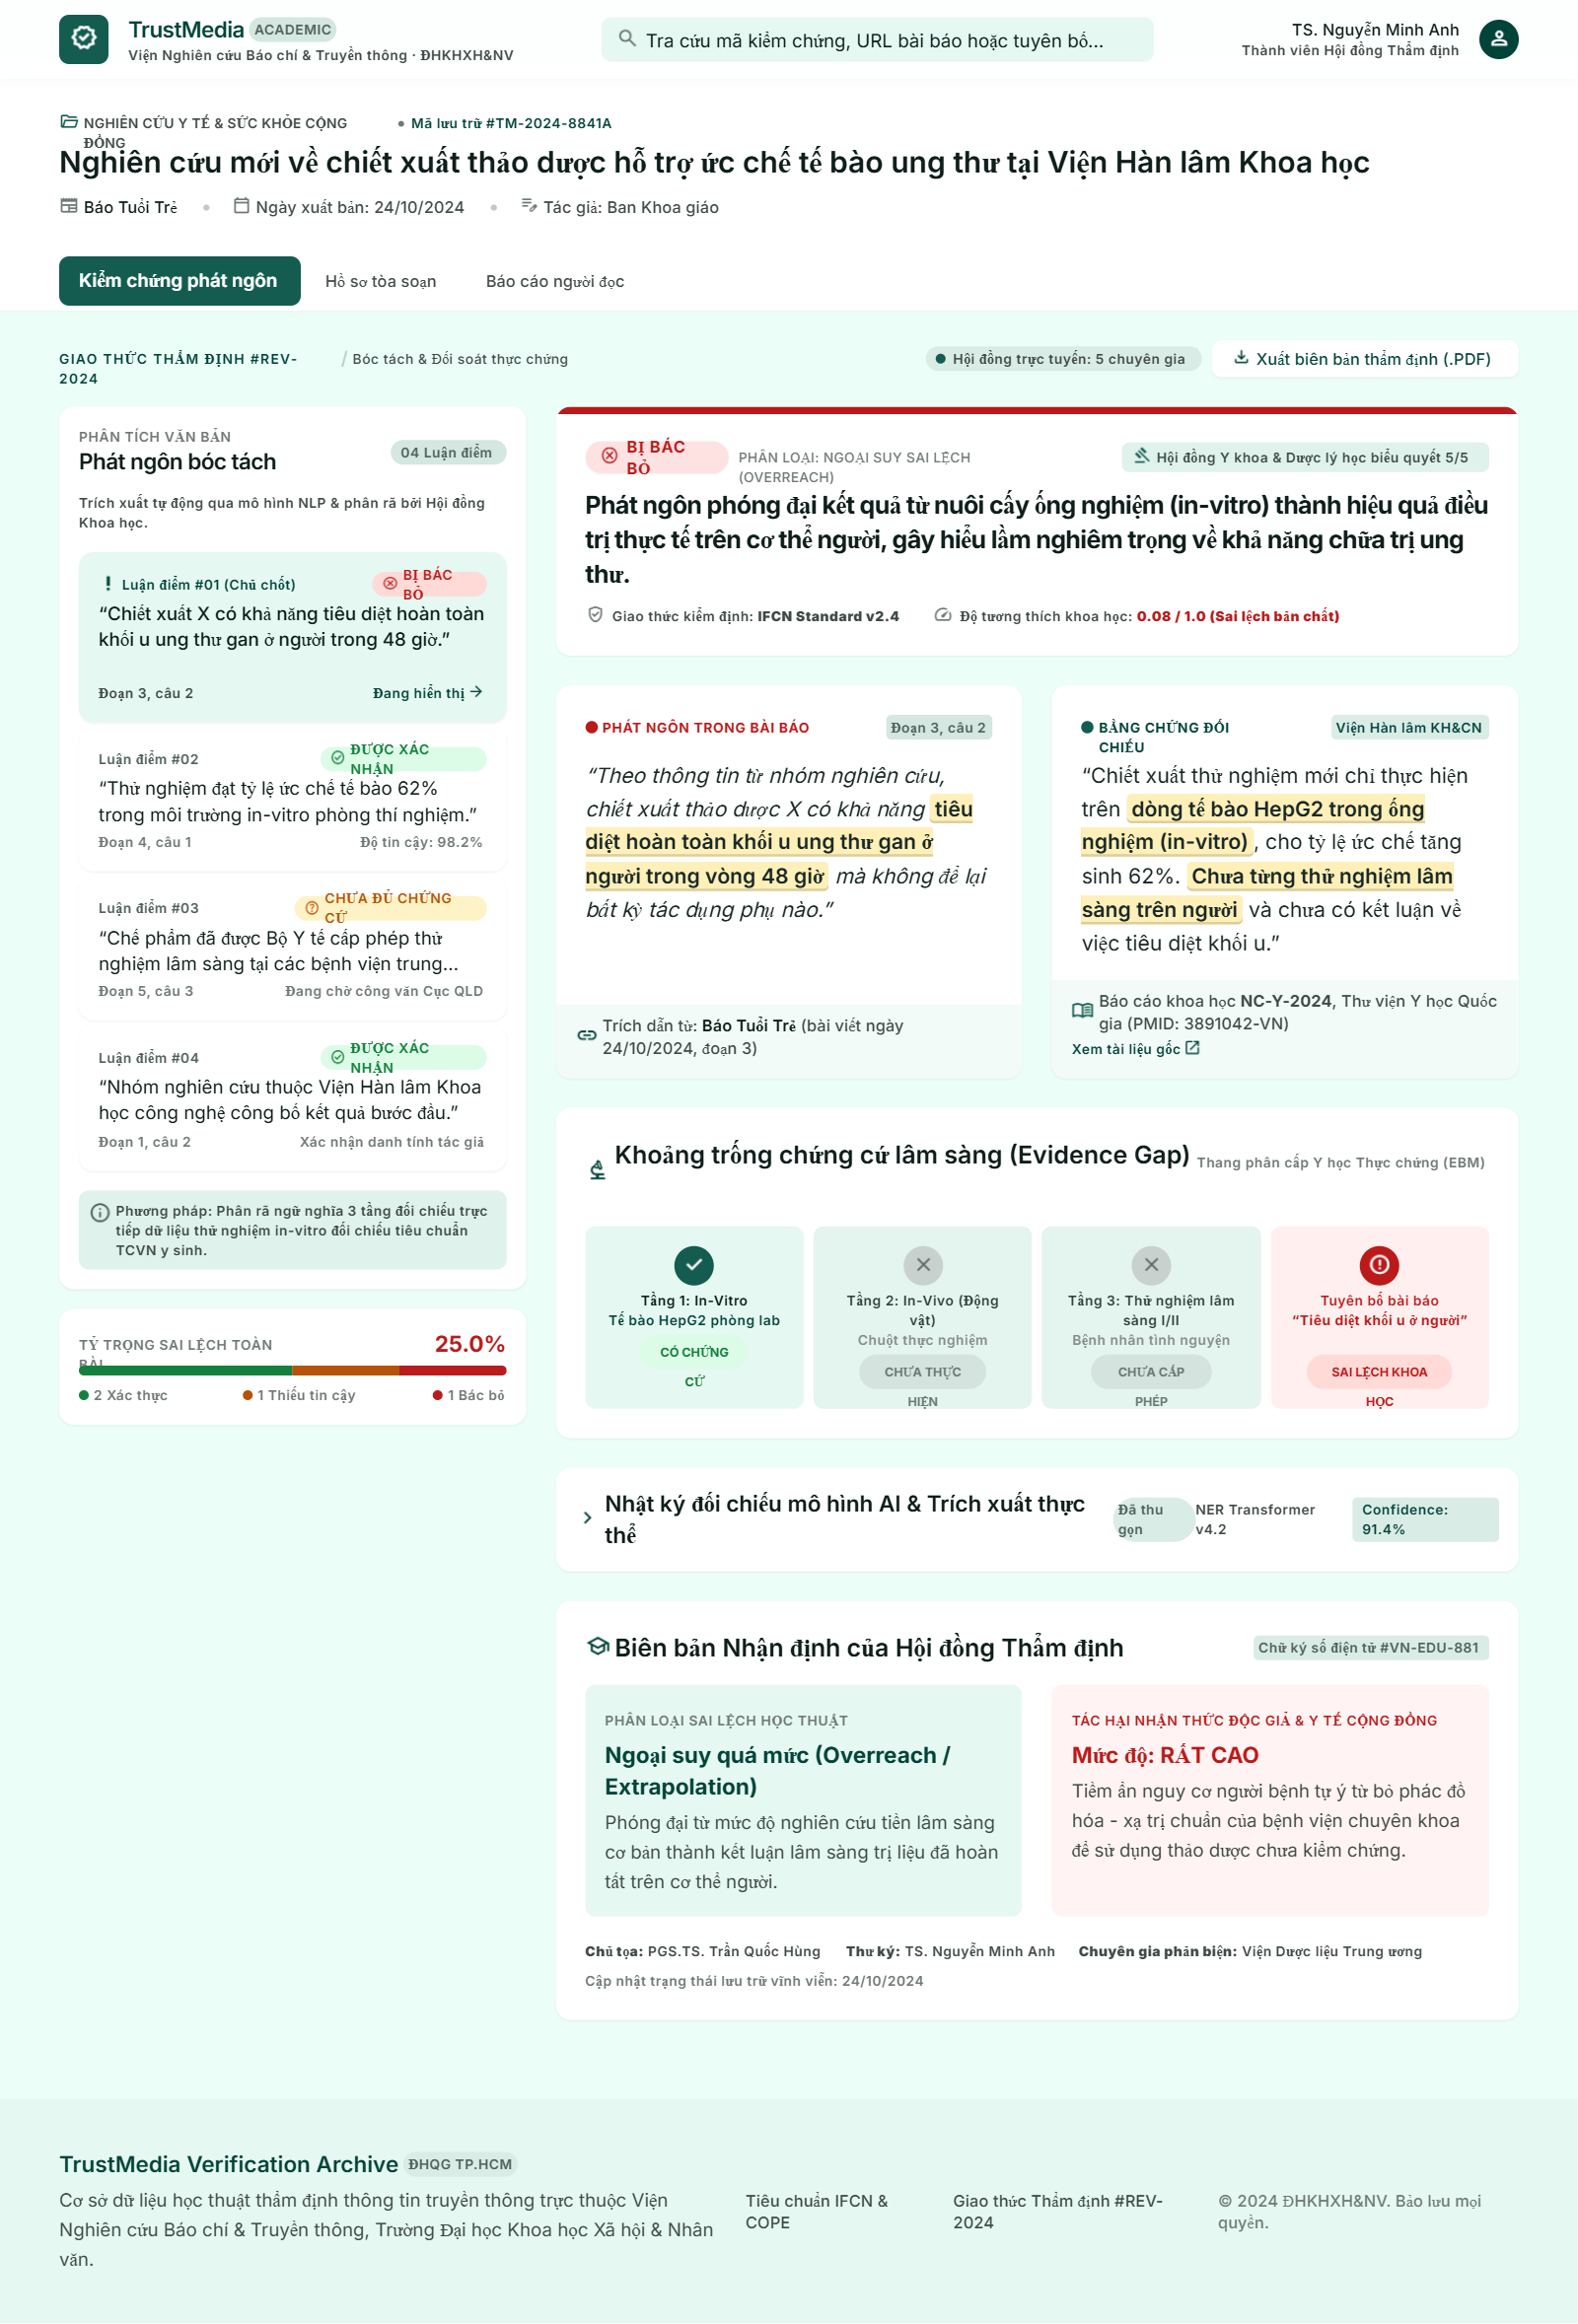 TrustMedia ACADEMIC
Viện Nghiên cứu Báo chí & Truyền thông · ĐHKHXH&NV
Tra cứu mã kiểm chứng, URL bài báo hoặc tuyên bố...
TS. Nguyễn Minh Anh
Thành viên Hội đồng Thẩm định
NGHIÊN CỨU Y TẾ & SỨC KHỎE CỘNG
ĐỒNG
Mã lưu trữ #TM-2024-8841A
Nghiên cứu mới về chiết xuất thảo dược hỗ trợ ức chế tế bào ung thư tại Viện Hàn lâm Khoa học
Báo Tuổi Trẻ
Ngày xuất bản: 24/10/2024
Tác giả: Ban Khoa giáo
Kiểm chứng phát ngôn
Hồ sơ tòa soạn
Báo cáo người đọc
GIAO THỨC THẨM ĐỊNH #REV-
2024
/ Bóc tách & Đối soát thực chứng
Hội đồng trực tuyến: 5 chuyên gia
Xuất biên bản thẩm định (.PDF)
PHÂN TÍCH VĂN BẢN
Phát ngôn bóc tách
04 Luận điểm
Trích xuất tự động qua mô hình NLP & phân rã bởi Hội đồng
Khoa học.
Luận điểm #01 (Chủ chốt)
BỊ BÁC
BỎ
“Chiết xuất X có khả năng tiêu diệt hoàn toàn
khối u ung thư gan ở người trong 48 giờ.”
Đoạn 3, câu 2
Đang hiển thị
Luận điểm #02
ĐƯỢC XÁC
NHẬN
“Thử nghiệm đạt tỷ lệ ức chế tế bào 62%
trong môi trường in-vitro phòng thí nghiệm.”
Đoạn 4, câu 1
Độ tin cậy: 98.2%
Luận điểm #03
CHƯA ĐỦ CHỨNG
CỨ
“Chế phẩm đã được Bộ Y tế cấp phép thử
nghiệm lâm sàng tại các bệnh viện trung...
Đoạn 5, câu 3
Đang chờ công văn Cục QLD
Luận điểm #04
ĐƯỢC XÁC
NHẬN
“Nhóm nghiên cứu thuộc Viện Hàn lâm Khoa
học công nghệ công bố kết quả bước đầu.”
Đoạn 1, câu 2
Xác nhận danh tính tác giả
Phương pháp: Phân rã ngữ nghĩa 3 tầng đối chiếu trực
tiếp dữ liệu thử nghiệm in-vitro đối chiếu tiêu chuẩn
TCVN y sinh.
TỶ TRỌNG SAI LỆCH TOÀN
BÀI
25.0%
2 Xác thực
1 Thiếu tin cậy
1 Bác bỏ
BỊ BÁC
BỎ
PHÂN LOẠI: NGOẠI SUY SAI LỆCH
(OVERREACH)
Hội đồng Y khoa & Dược lý học biểu quyết 5/5
Phát ngôn phóng đại kết quả từ nuôi cấy ống nghiệm (in-vitro) thành hiệu quả điều
trị thực tế trên cơ thể người, gây hiểu lầm nghiêm trọng về khả năng chữa trị ung
thư.
Giao thức kiểm định: IFCN Standard v2.4
Độ tương thích khoa học: 0.08 / 1.0 (Sai lệch bản chất)
PHÁT NGÔN TRONG BÀI BÁO
Đoạn 3, câu 2
“Theo thông tin từ nhóm nghiên cứu,
chiết xuất thảo dược X có khả năng tiêu
diệt hoàn toàn khối u ung thư gan ở
người trong vòng 48 giờ mà không để lại
bất kỳ tác dụng phụ nào.”
Trích dẫn từ: Báo Tuổi Trẻ (bài viết ngày
24/10/2024, đoạn 3)
BẰNG CHỨNG ĐỐI
CHIẾU
Viện Hàn lâm KH&CN
“Chiết xuất thử nghiệm mới chỉ thực hiện
trên dòng tế bào HepG2 trong ống
nghiệm (in-vitro), cho tỷ lệ ức chế tăng
sinh 62%. Chưa từng thử nghiệm lâm
sàng trên người và chưa có kết luận về
việc tiêu diệt khối u.”
Báo cáo khoa học NC-Y-2024, Thư viện Y học Quốc
gia (PMID: 3891042-VN)
Xem tài liệu gốc
Khoảng trống chứng cứ lâm sàng (Evidence Gap)
Thang phân cấp Y học Thực chứng (EBM)
Tầng 1: In-Vitro
Tế bào HepG2 phòng lab
CÓ CHỨNG
CỨ
Tầng 2: In-Vivo (Động
vật)
Chuột thực nghiệm
CHƯA THỰC
HIỆN
Tầng 3: Thử nghiệm lâm
sàng I/II
Bệnh nhân tình nguyện
CHƯA CẤP
PHÉP
Tuyên bố bài báo
“Tiêu diệt khối u ở người”
SAI LỆCH KHOA
HỌC
Nhật ký đối chiếu mô hình AI & Trích xuất thực
thể
Đã thu
gọn
NER Transformer
v4.2
Confidence:
91.4%
Biên bản Nhận định của Hội đồng Thẩm định
Chữ ký số điện tử #VN-EDU-881
PHÂN LOẠI SAI LỆCH HỌC THUẬT
Ngoại suy quá mức (Overreach /
Extrapolation)
Phóng đại từ mức độ nghiên cứu tiền lâm sàng
cơ bản thành kết luận lâm sàng trị liệu đã hoàn
tất trên cơ thể người.
TÁC HẠI NHẬN THỨC ĐỘC GIẢ & Y TẾ CỘNG ĐỒNG
Mức độ: RẤT CAO
Tiềm ẩn nguy cơ người bệnh tự ý từ bỏ phác đồ
hóa - xạ trị chuẩn của bệnh viện chuyên khoa
để sử dụng thảo dược chưa kiểm chứng.
Chủ tọa: PGS.TS. Trần Quốc Hùng
Thư ký: TS. Nguyễn Minh Anh
Chuyên gia phản biện: Viện Dược liệu Trung ương
Cập nhật trạng thái lưu trữ vĩnh viễn: 24/10/2024
TrustMedia Verification Archive ĐHQG TP.HCM
Cơ sở dữ liệu học thuật thẩm định thông tin truyền thông trực thuộc Viện
Nghiên cứu Báo chí & Truyền thông, Trường Đại học Khoa học Xã hội & Nhân
văn.
Tiêu chuẩn IFCN &
COPE
Giao thức Thẩm định #REV-
2024
© 2024 ĐHKHXH&NV. Bảo lưu mọi
quyền.